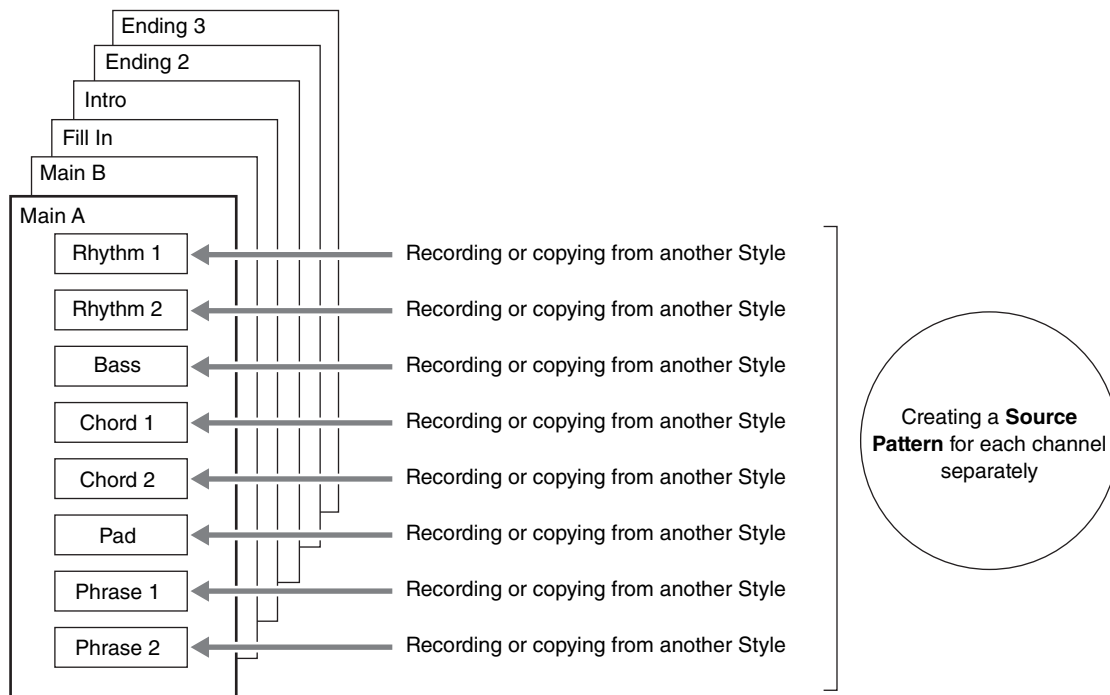 Ending 3
Ending 2
Intro
Fill In
Main B
Main A
Rhythm 1
Recording or copying from another Style
Rhythm 2
Recording or copying from another Style
Bass
Recording or copying from another Style
Chord 1
Recording or copying from another Style
Chord 2
Recording or copying from another Style
Pad
Recording or copying from another Style
Phrase 1
Recording or copying from another Style
Phrase 2
Recording or copying from another Style
Creating a Source
Pattern for each channel
separately